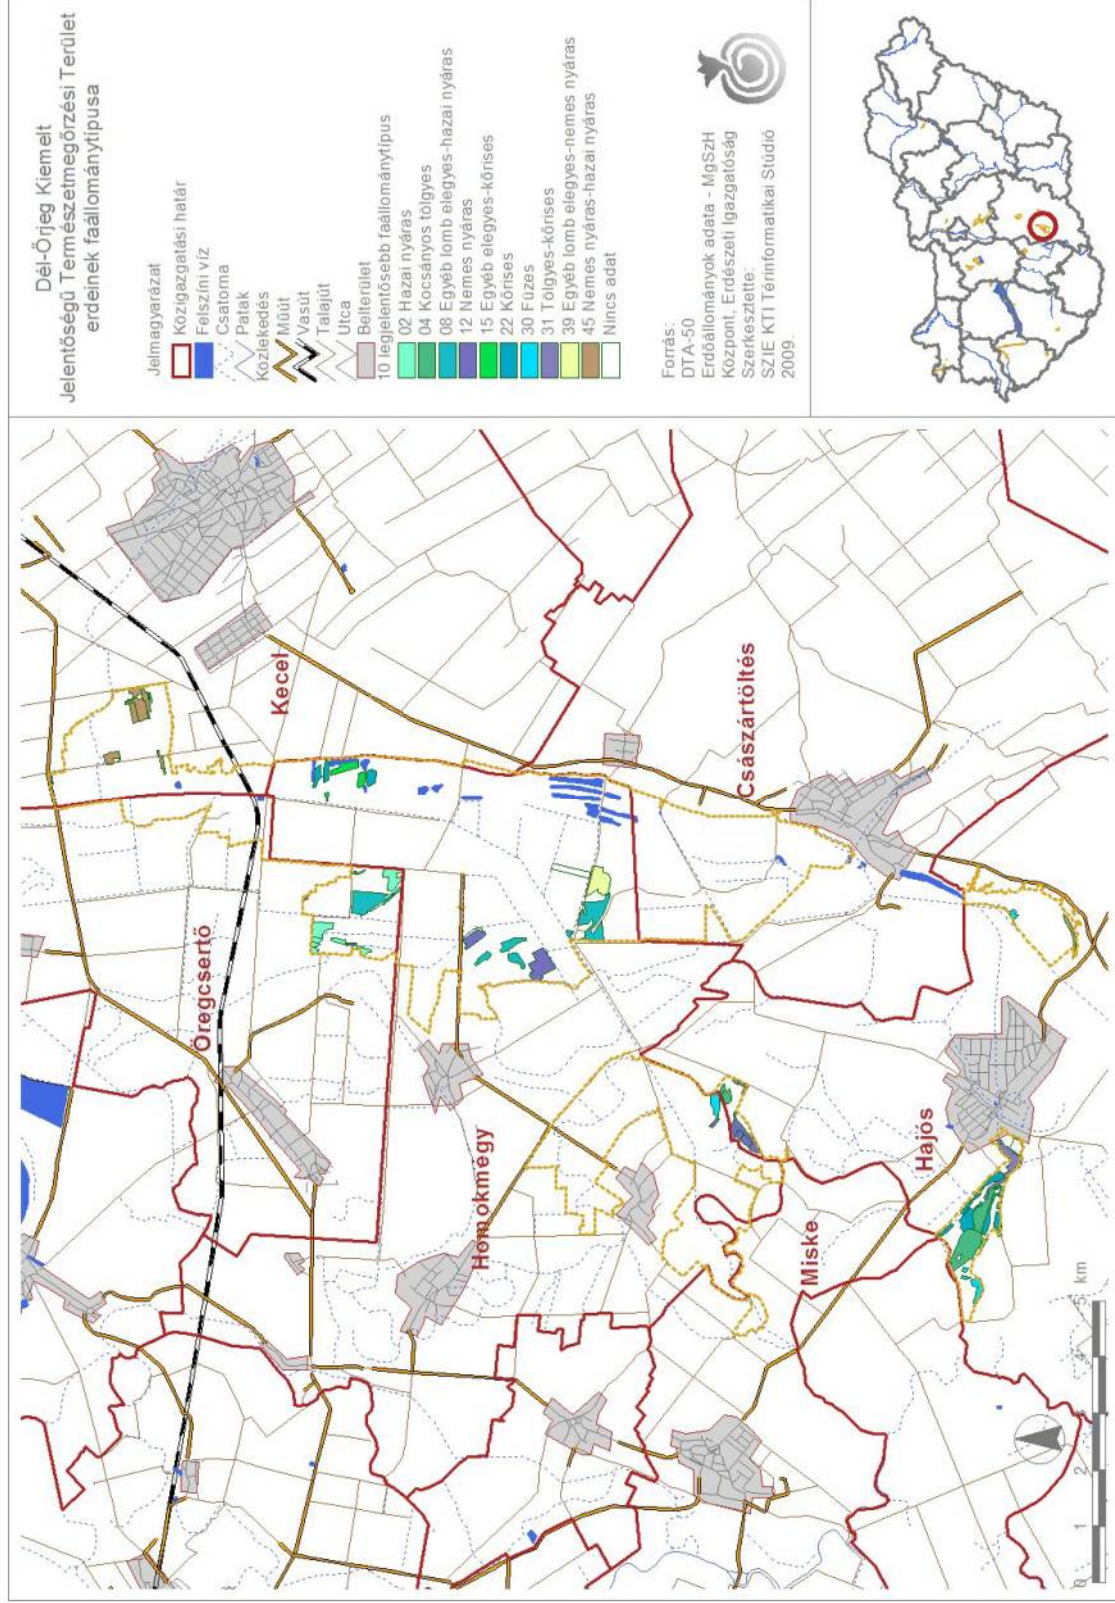 Dél-Őrjeg Kiemelt
Jelentőségű Természetmegőrzési Terület
erdeinek faállománytípusa
Jelmagyarázat
Közigazgatási határ
Felszíni víz
Csatorna
Patak
Közlekedés
Műút
Vasút
Talajút
Utca
Belterület
10 legjelentősebb faállománytípus
02 Hazai nyáras
04 Kocsányos tölgyes
08 Egyéb lomb elegyes-hazai nyáras
12 Nemes nyáras
15 Egyéb elegyes-kőrises
22 Kőrises
30 Füzes
31 Tölgyes-kőrises
39 Egyéb lomb elegyes-nemes nyáras
45 Nemes nyáras-hazai nyáras
Nincs adat
Forrás:
DTA-50
Erdőállományok adata - MgSzH
Központ, Erdészeti Igazgatóság
Szerkesztette:
SZIE KTI Térinformatikai Stúdió
2009.
Kecel
Öregcsertő
Császártöltés
Homokmégy
Hajós
Miske
0 1 2 3 4 5 km